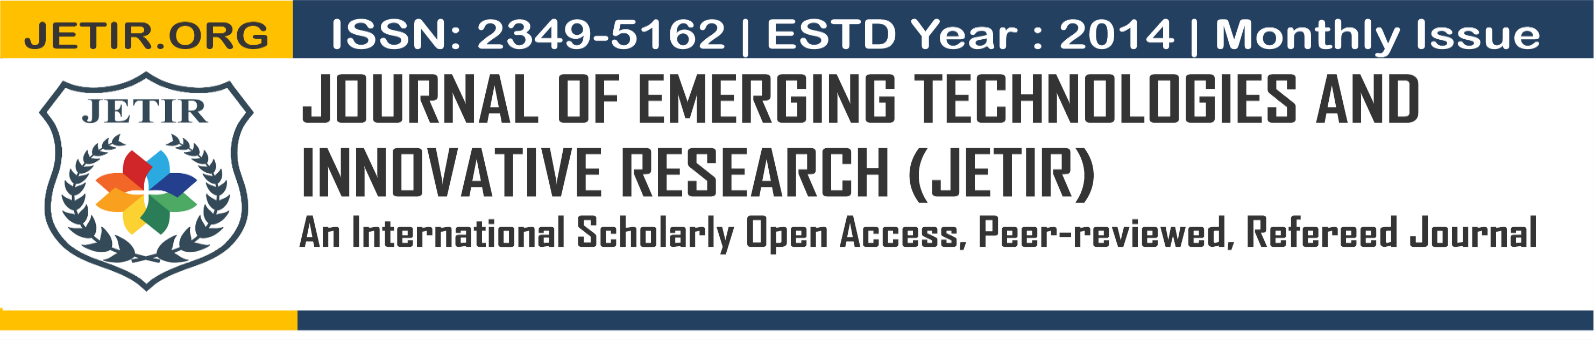 JETIR.ORG
ISSN: 2349-5162 | ESTD Year : 2014 | Monthly Issue
JETIR
JOURNAL OF EMERGING TECHNOLOGIES AND
INNOVATIVE RESEARCH (JETIR)
An International Scholarly Open Access, Peer-reviewed, Refereed Journal